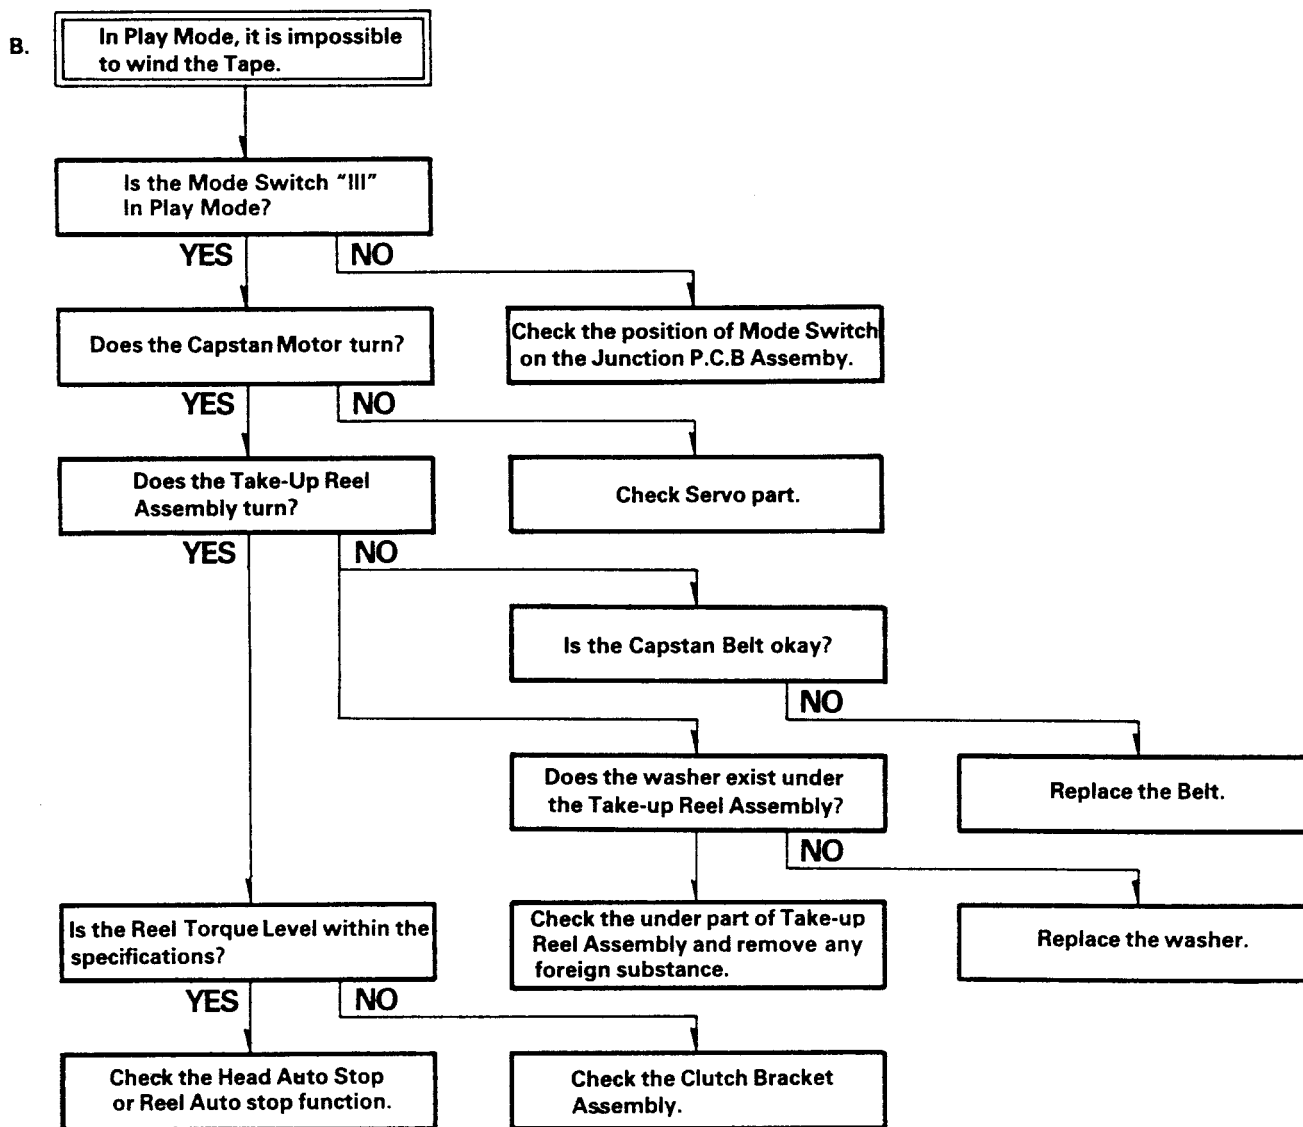 B.
In Play Mode, it is impossible
to wind the Tape.
Is the Mode Switch "III"
In Play Mode?
YES
NO
Does the Capstan Motor turn?
Check the position of Mode Switch
on the Junction P.C.B Assemby.
YES
NO
Does the Take-Up Reel
Assembly turn?
Check Servo part.
YES
NO
Is the Capstan Belt okay?
NO
Does the washer exist under
the Take-up Reel Assembly?
Replace the Belt.
NO
Is the Reel Torque Level within the
specifications?
Check the under part of Take-up
Reel Assembly and remove any
foreign substance.
Replace the washer.
YES
NO
Check the Head Auto Stop
or Reel Auto stop function.
Check the Clutch Bracket
Assembly.